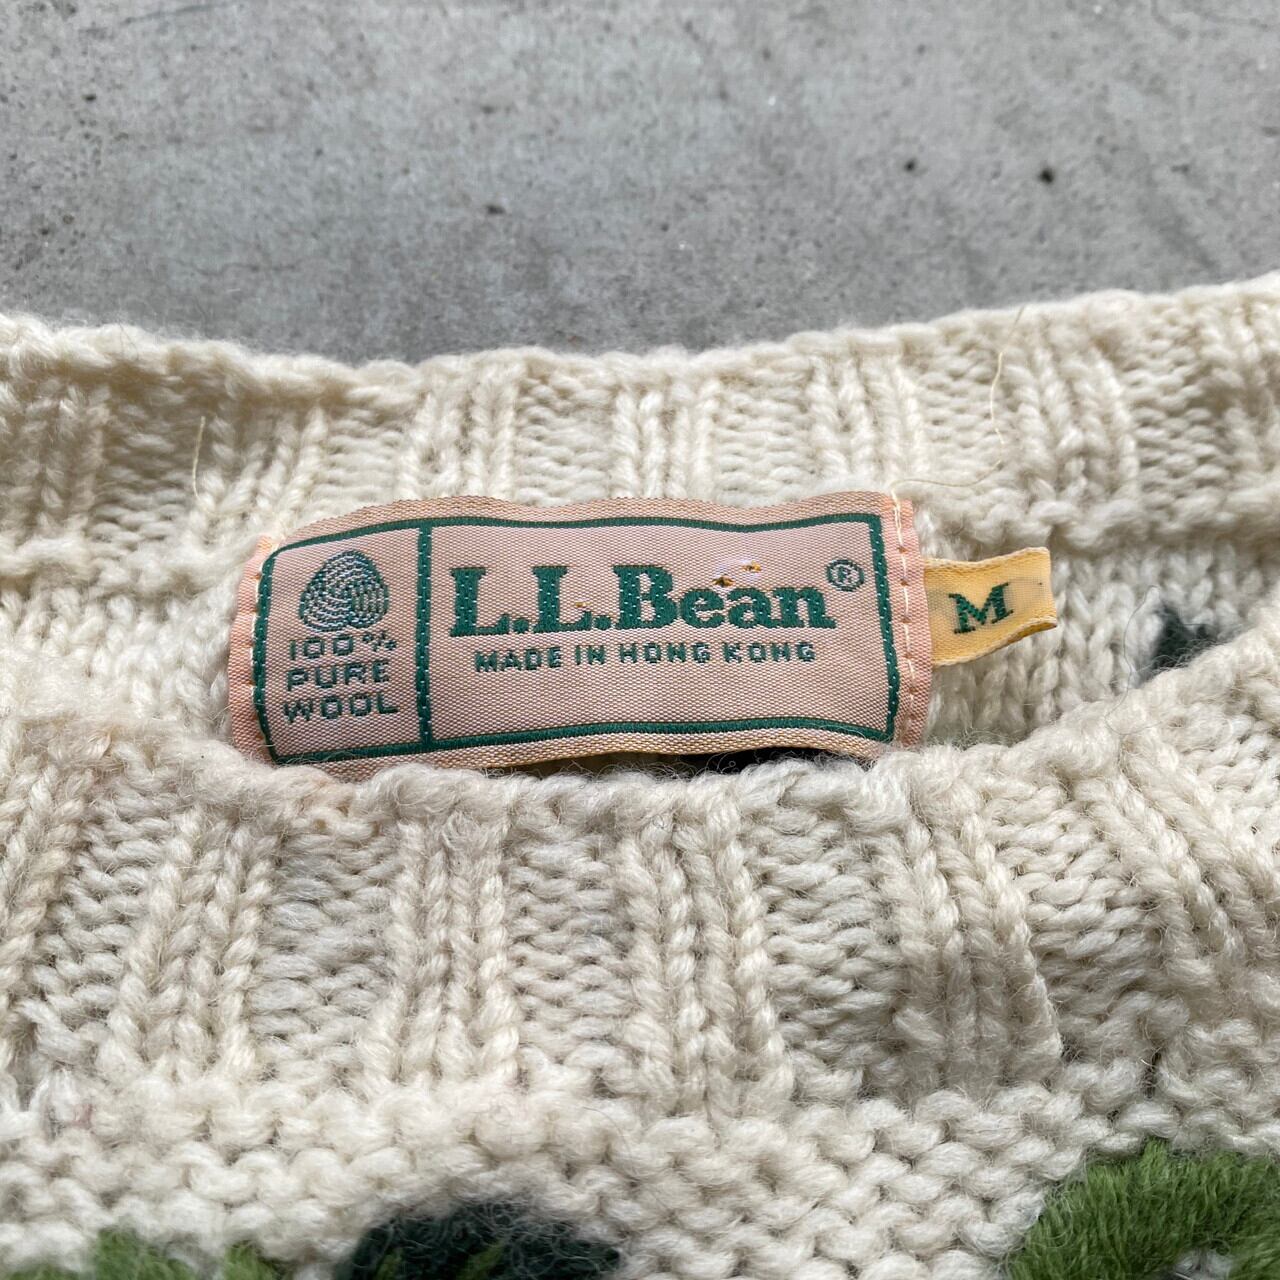 100%
PURE
WOOL
L.L.Bean®
MADE IN HONG KONG
M